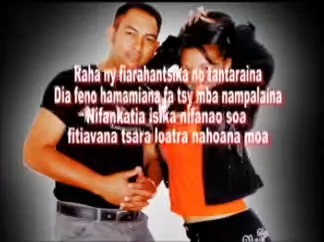 Raha ny fiarahantsika no tantaraina
Dia feno hamamiana fa tsy mba nampalaina
Nifankatia isika nifanao soa
fitiavana tsara loatra nahoana moa